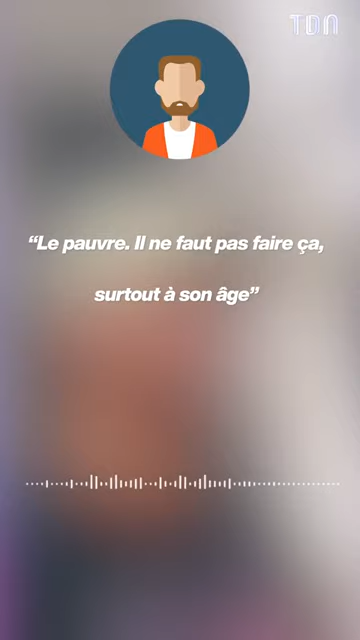 TDN
“Le pauvre. Il ne faut pas faire ça,
surtout à son âge”